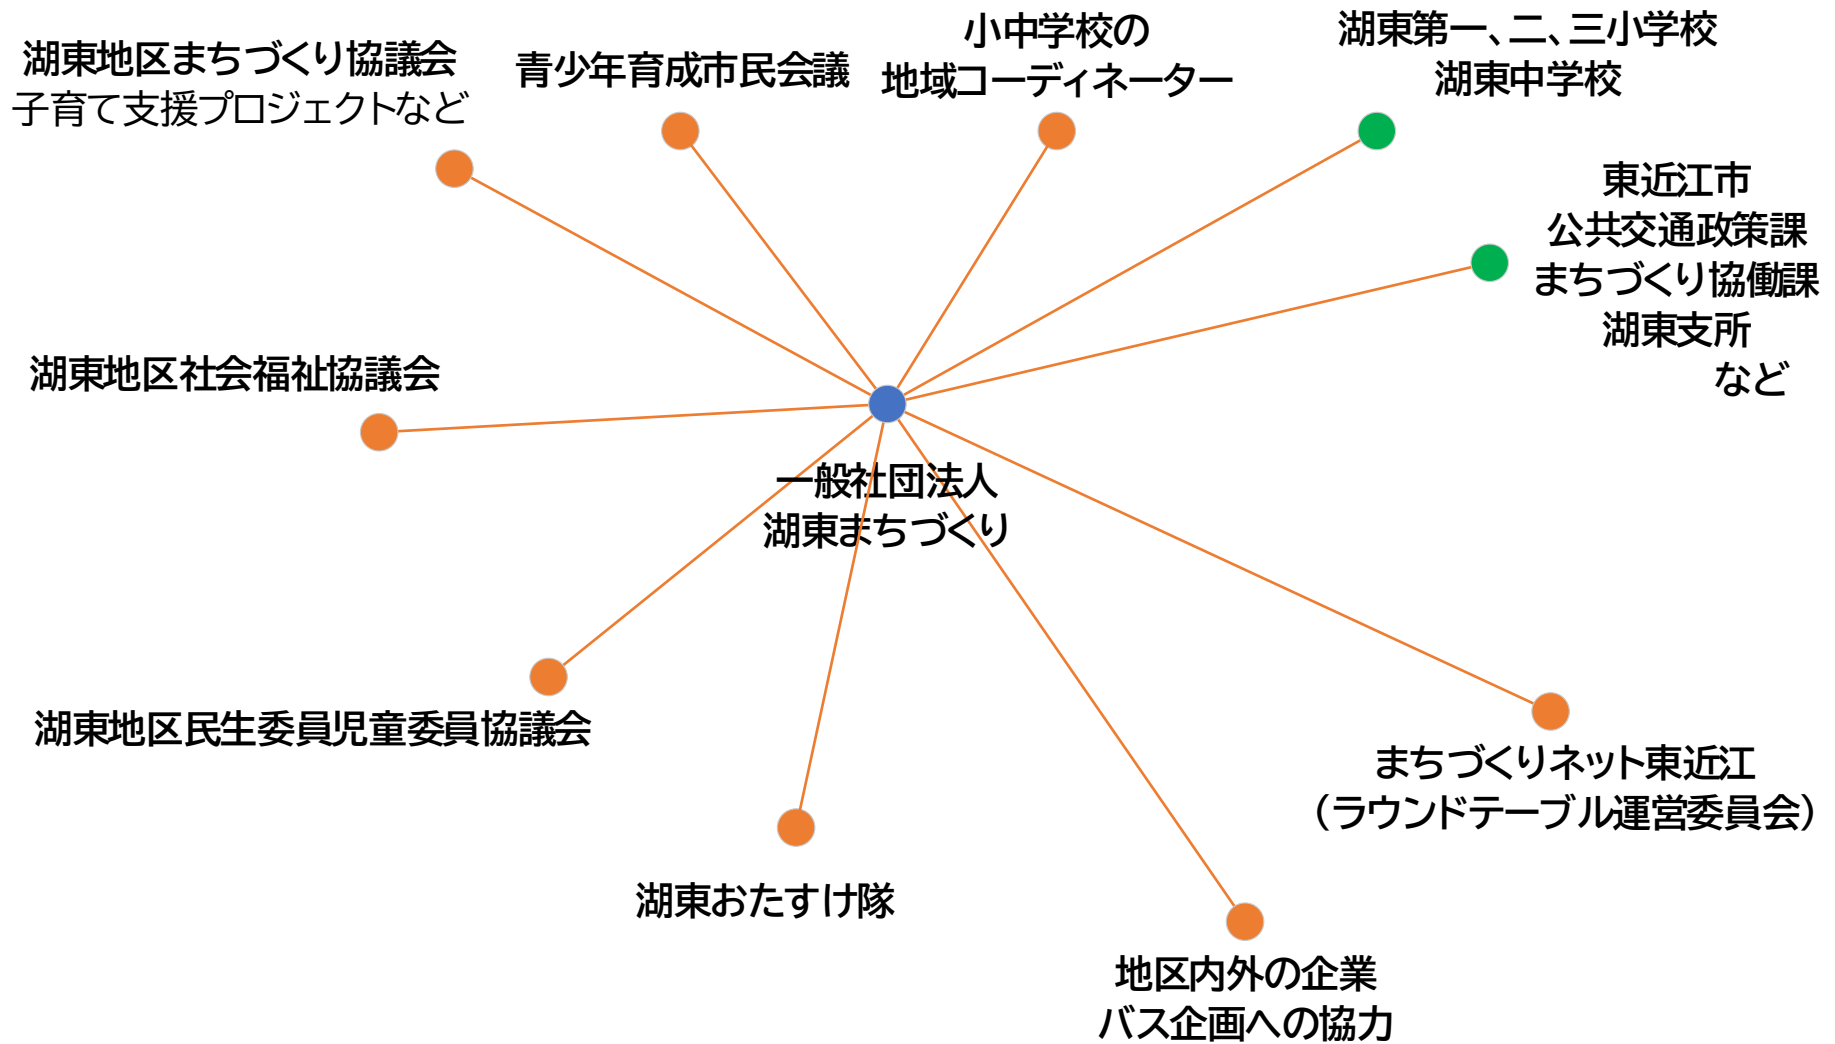 湖東地区まちづくり協議会
子育て支援プロジェクトなど
青少年育成市民会議
小中学校の
地域コーディネーター
湖東第一、二、三小学校
湖東中学校
東近江市
公共交通政策課
まちづくり協働課
湖東支所
など
湖東地区社会福祉協議会
一般社団法人
湖東まちづくり
湖東地区民生委員児童委員協議会
湖東おたすけ隊
まちづくりネット東近江
（ラウンドテーブル運営委員会）
地区内外の企業
バス企画への協力